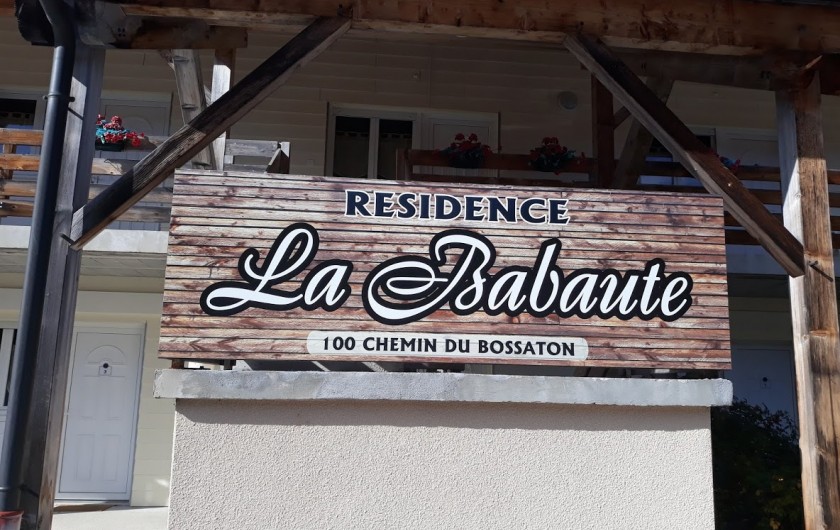 RESIDENCE
La Babaute
100 CHEMIN DU BOSSATON